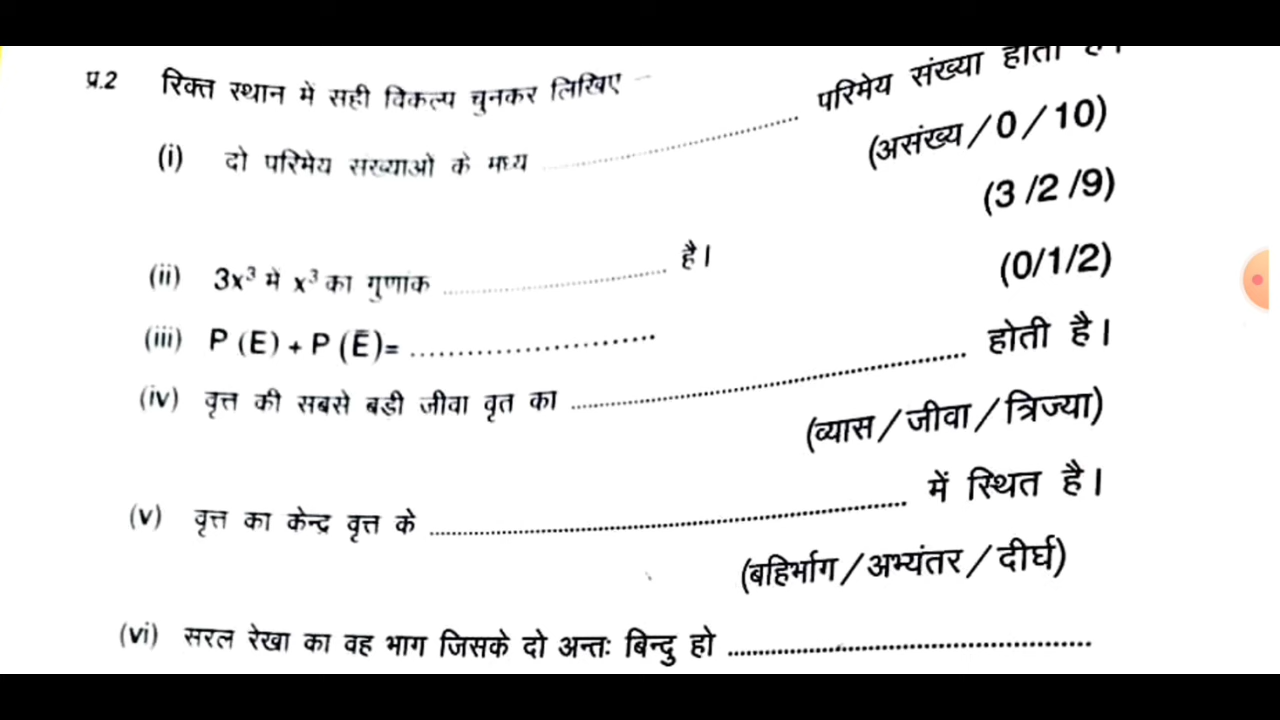 प्र.2 रिक्त स्थान में सही विकल्प चुनकर लिखिए –
(i) दो परिमेय संख्याओं के मध्य .................... परिमेय संख्या होती है।
(असंख्य / 0 / 10)
(ii) 3x³ में x³ का गुणांक .................... है।
(3 /2 /9)
(iii) P (E) + P (Ē)= ....................
(0/1/2)
(iv) वृत्त की सबसे बड़ी जीवा वृत का .................... होती है।
(व्यास / जीवा / त्रिज्या)
(v) वृत्त का केन्द्र वृत्त के .................... में स्थित है।
(बहिर्भाग / अभ्यंतर / दीर्घ)
(vi) सरल रेखा का वह भाग जिसके दो अन्तः बिन्दु हो ....................